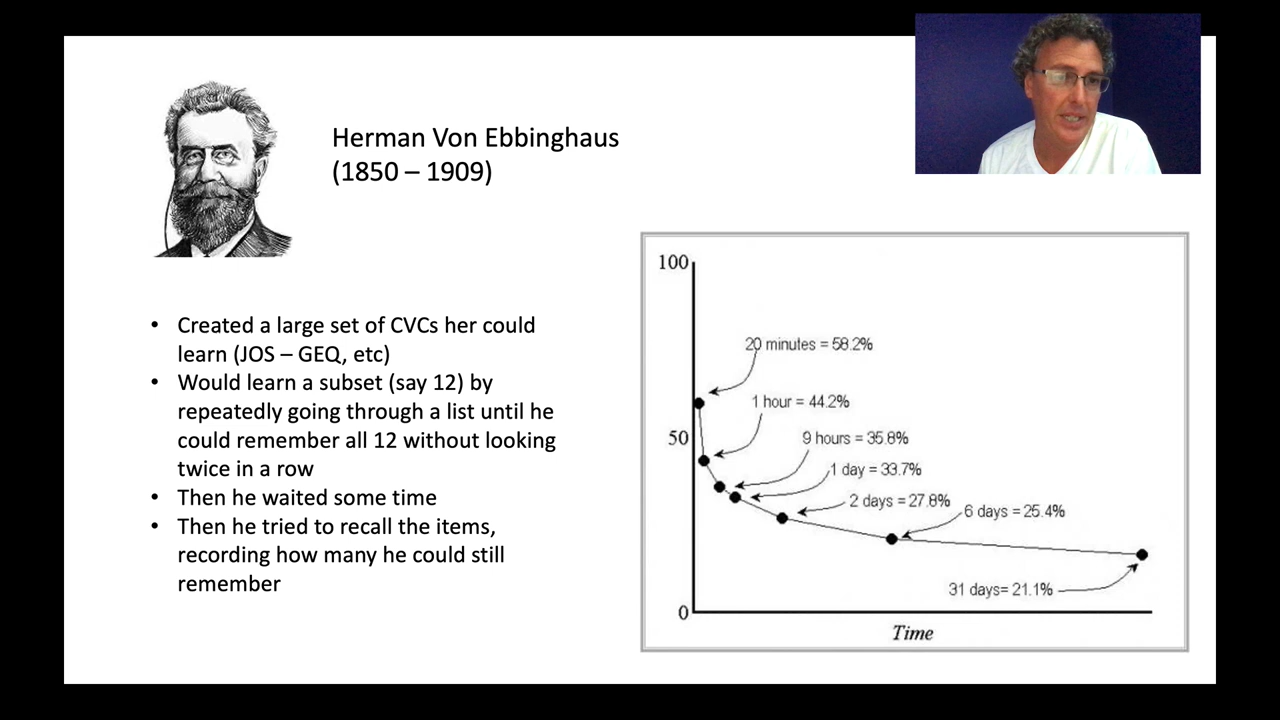 Herman Von Ebbinghaus
(1850 – 1909)
• Created a large set of CVCs her could
learn (JOS – GEQ, etc)
• Would learn a subset (say 12) by
repeatedly going through a list until he
could remember all 12 without looking
twice in a row
• Then he waited some time
• Then he tried to recall the items,
recording how many he could still
remember
100
20 minutes = 58.2%
1 hour = 44.2%
50
9 hours = 35.8%
1 day = 33.7%
2 days = 27.8%
6 days = 25.4%
31 days= 21.1%
0
Time